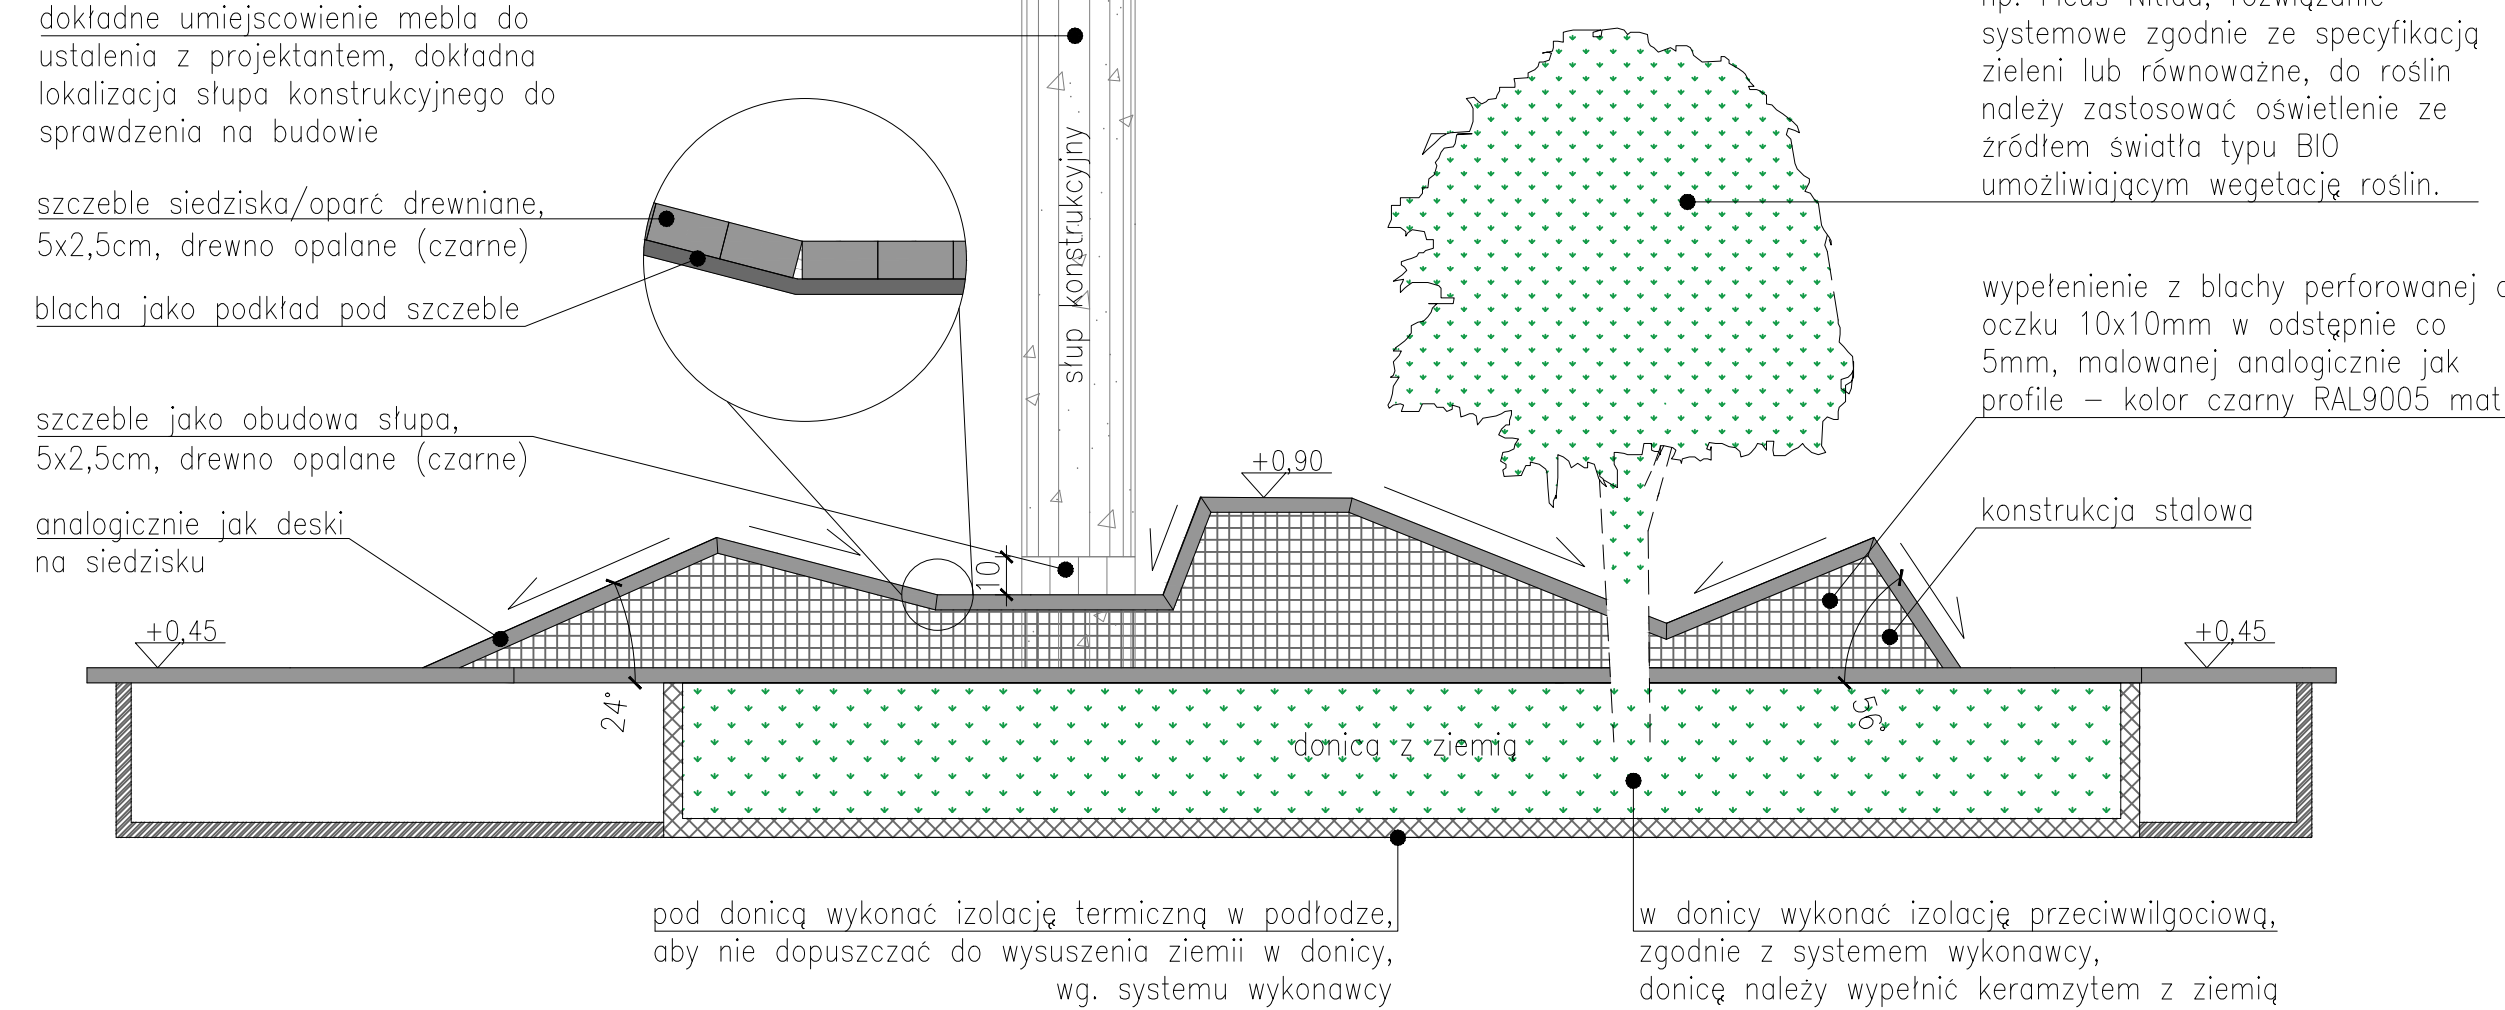 dokładne umiejscowienie mebla do
ustalenia z projektantem, dokładna
lokalizacja słupa konstrukcyjnego do
sprawdzenia na budowie
szczeble siedziska/oparć drewniane,
5x2,5cm, drewno opalane (czarne)
blacha jako podkład pod szczeble
szczeble jako obudowa słupa,
5x2,5cm, drewno opalane (czarne)
analogicznie jak deski
na siedzisku
+0,45
24°
10
słup konstrukcyjny
+0,90
np. Ficus Nitida, rozwiązanie
systemowe zgodnie ze specyfikacją
zieleni lub równoważne, do roślin
należy zastosować oświetlenie ze
źródłem światła typu BIO
umożliwiającym wegetację roślin.
wypełenienie z blachy perforowanej o
oczku 10x10mm w odstępnie co
5mm, malowanej analogicznie jak
profile – kolor czarny RAL9005 mat
konstrukcja stalowa
+0,45
56°
donica z ziemią
pod donicą wykonać izolację termiczną w podłodze,
aby nie dopuszczać do wysuszenia ziemii w donicy,
wg. systemu wykonawcy
w donicy wykonać izolację przeciwwilgociową,
zgodnie z systemem wykonawcy,
donicę należy wypełnić keramzytem z ziemią